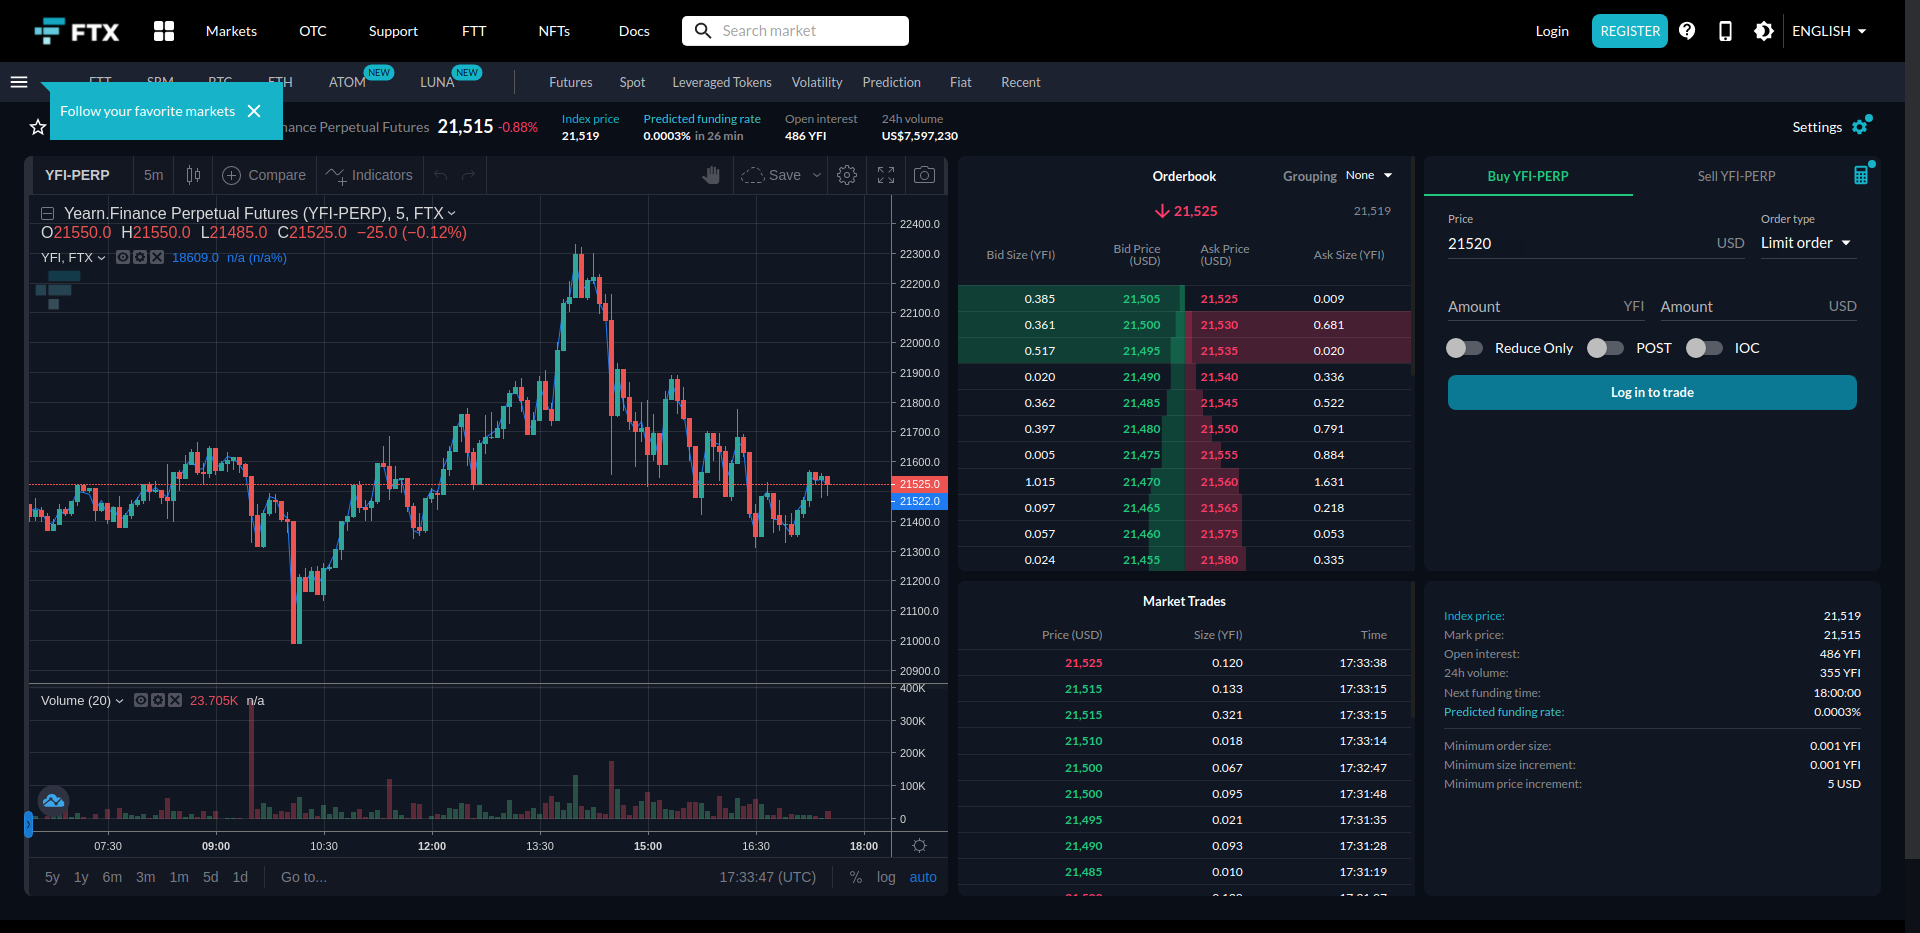 FTX
Markets
OTC
Support
FTT
NFTs
Docs
Search market
Login
REGISTER
ENGLISH
FTT
SRM
BTC
ETH
ATOM
NEW
LUNA
NEW
Futures
Spot
Leveraged Tokens
Volatility
Prediction
Fiat
Recent
Follow your favorite markets
nance Perpetual Futures
21,515 -0.88%
Index price
21,519
Predicted funding rate
0.0003% in 26 min
Open interest
486 YFI
24h volume
US$7,597,230
Settings
YFI-PERP
5m
Compare
Indicators
Save
Yearn.Finance Perpetual Futures (YFI-PERP), 5, FTX
O21550.0 H21550.0 L21485.0 C21525.0 −25.0 (−0.12%)
YFI, FTX
18609.0 n/a (n/a%)
22400.0
22300.0
22200.0
22100.0
22000.0
21900.0
21800.0
21700.0
21600.0
21525.0
21522.0
21400.0
21300.0
21200.0
21100.0
21000.0
20900.0
Volume (20)
23.705K n/a
400K
300K
200K
100K
0
07:30
09:00
10:30
12:00
13:30
15:00
16:30
18:00
5y 1y 6m 3m 1m 5d 1d
Go to...
17:33:47 (UTC)
% log auto
Orderbook
Grouping None
21,525
21,519
Bid Size (YFI)
Bid Price (USD)
Ask Price (USD)
Ask Size (YFI)
0.385 21,505 21,525 0.009
0.361 21,500 21,530 0.681
0.517 21,495 21,535 0.020
0.020 21,490 21,540 0.336
0.362 21,485 21,545 0.522
0.397 21,480 21,550 0.791
0.005 21,475 21,555 0.884
1.015 21,470 21,560 1.631
0.097 21,465 21,565 0.218
0.057 21,460 21,575 0.053
0.024 21,455 21,580 0.335
Market Trades
Price (USD) Size (YFI) Time
21,525 0.120 17:33:38
21,515 0.133 17:33:15
21,515 0.321 17:33:15
21,510 0.018 17:33:14
21,500 0.067 17:32:47
21,500 0.095 17:31:48
21,495 0.021 17:31:35
21,490 0.093 17:31:28
21,485 0.010 17:31:19
Buy YFI-PERP
Sell YFI-PERP
Price
21520 USD
Order type
Limit order
Amount YFI
Amount USD
Reduce Only
POST
IOC
Log in to trade
Index price: 21,519
Mark price: 21,515
Open interest: 486 YFI
24h volume: 355 YFI
Next funding time: 18:00:00
Predicted funding rate: 0.0003%
Minimum order size: 0.001 YFI
Minimum size increment: 0.001 YFI
Minimum price increment: 5 USD